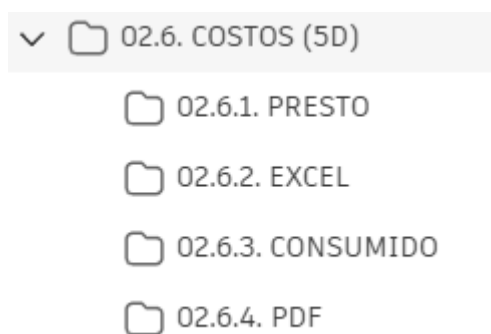 02.6. COSTOS (5D)
02.6.1. PRESTO
02.6.2. EXCEL
02.6.3. CONSUMIDO
02.6.4. PDF